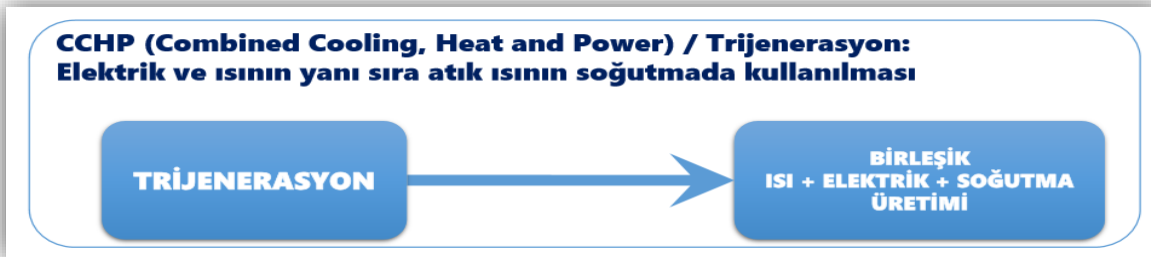 CCHP (Combined Cooling, Heat and Power) / Trijenerasyon:
Elektrik ve ısının yanı sıra atık ısının soğutmada kullanılması
TRİJENERASYON
BİRLEŞİK
ISI + ELEKTRİK + SOĞUTMA
ÜRETİMİ